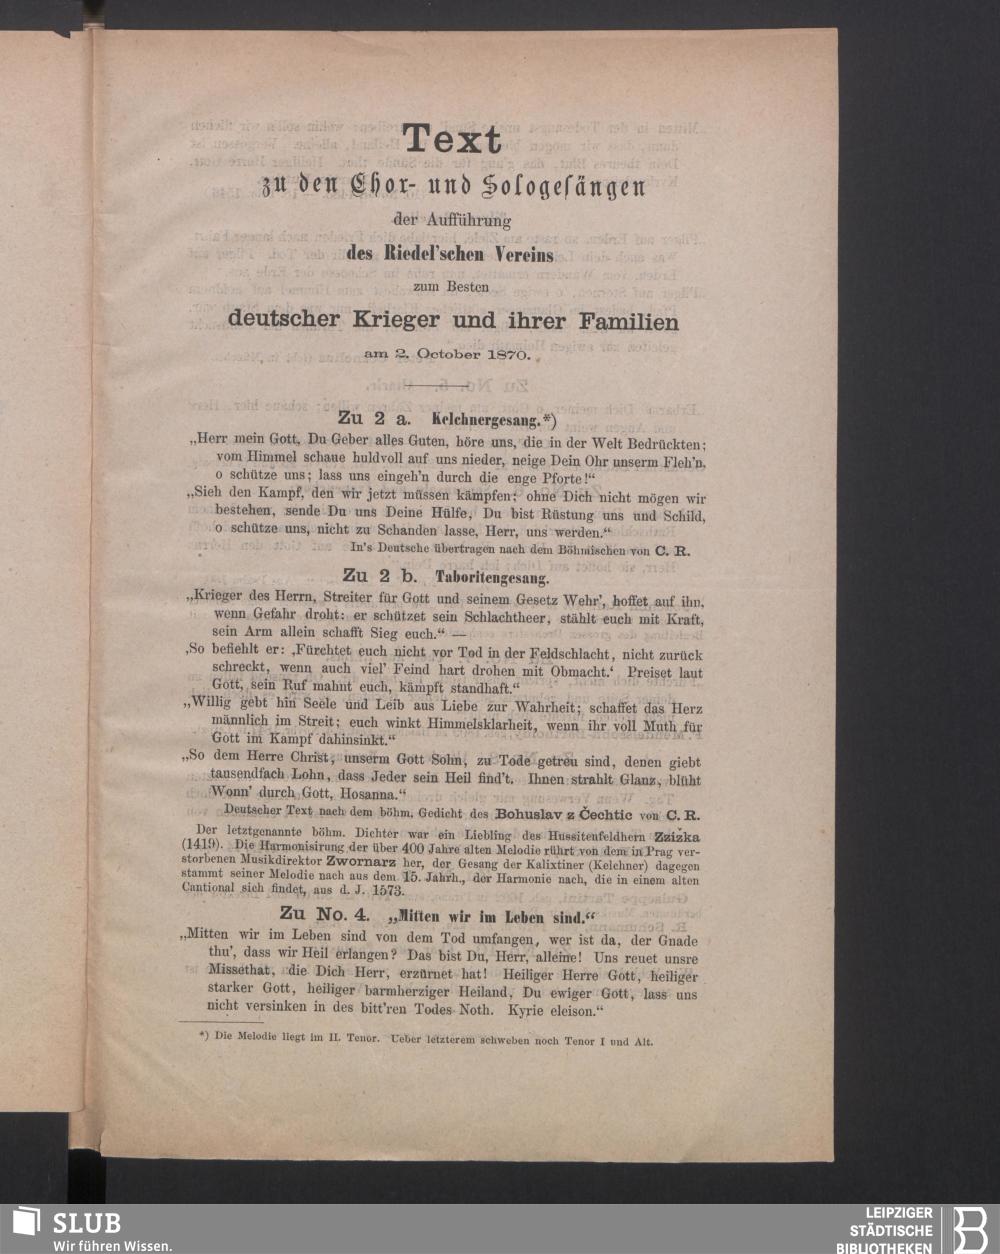 Text
zu den Chor- und Sologesängen
der Aufführung
des Riedel'schen Vereins
zum Besten
deutscher Krieger und ihrer Familien
am 2. October 1870.
Zu 2 a. Kelchnergesang.*)
„Herr mein Gott, Du Geber alles Guten, höre uns, die in der Welt Bedrückten;
vom Himmel schaue huldvoll auf uns nieder, neige Dein Ohr unserm Fleh'n,
o schütze uns; lass uns eingeh'n durch die enge Pforte!“
„Sieh den Kampf, den wir jetzt müssen kämpfen; ohne Dich nicht mögen wir
bestehen, sende Du uns Deine Hülfe, Du bist Rüstung uns und Schild,
o schütze uns, nicht zu Schanden lasse, Herr, uns werden.“
In's Deutsche übertragen nach dem Böhmischen von C. R.
Zu 2 b. Taboritengesang.
„Krieger des Herrn, Streiter für Gott und seinem Gesetz Wehr', hoffet auf ihn,
wenn Gefahr droht: er schützet sein Schlachtheer, stählt euch mit Kraft,
sein Arm allein schafft Sieg euch.“ —
‚So befiehlt er: ‚Fürchtet euch nicht vor Tod in der Feldschlacht, nicht zurück
schreckt, wenn auch viel' Feind hart drohen mit Obmacht.‘ Preiset laut
Gott, sein Ruf mahnt euch, kämpft standhaft.“
„Willig gebt hin Seele und Leib aus Liebe zur Wahrheit; schaffet das Herz
männlich im Streit; euch winkt Himmelsklarheit, wenn ihr voll Muth für
Gott im Kampf dahinsinkt.“
„So dem Herre Christ, unserm Gott Sohn, zu Tode getreu sind, denen giebt
tausendfach Lohn, dass Jeder sein Heil find't. Ihnen strahlt Glanz, blüht
Wonn' durch Gott, Hosanna.“
Deutscher Text nach dem böhm. Gedicht des Bohuslav z Čechtic von C. R.
Der letztgenannte böhm. Dichter war ein Liebling des Hussitenfeldherrn Zzižka
(1419). Die Harmonisirung der über 400 Jahre alten Melodie rührt von dem in Prag ver-
storbenen Musikdirektor Zwornarz her, der Gesang der Kalixtiner (Kelchner) dagegen
stammt seiner Melodie nach aus dem 15. Jahrh., der Harmonie nach, die in einem alten
Cantional sich findet, aus d. J. 1573.
Zu No. 4. „Mitten wir im Leben sind.“
„Mitten wir im Leben sind von dem Tod umfangen, wer ist da, der Gnade
thu', dass wir Heil erlangen? Das bist Du, Herr, alleine! Uns reuet unsre
Missethat, die Dich Herr, erzürnet hat! Heiliger Herre Gott, heiliger
starker Gott, heiliger barmherziger Heiland, Du ewiger Gott, lass uns
nicht versinken in des bitt'ren Todes Noth. Kyrie eleison.“
*) Die Melodie liegt im II. Tenor. Ueber letzterem schweben noch Tenor I und Alt.
SLUB
Wir führen Wissen.
LEIPZIGER
STÄDTISCHE
BIBLIOTHEKEN